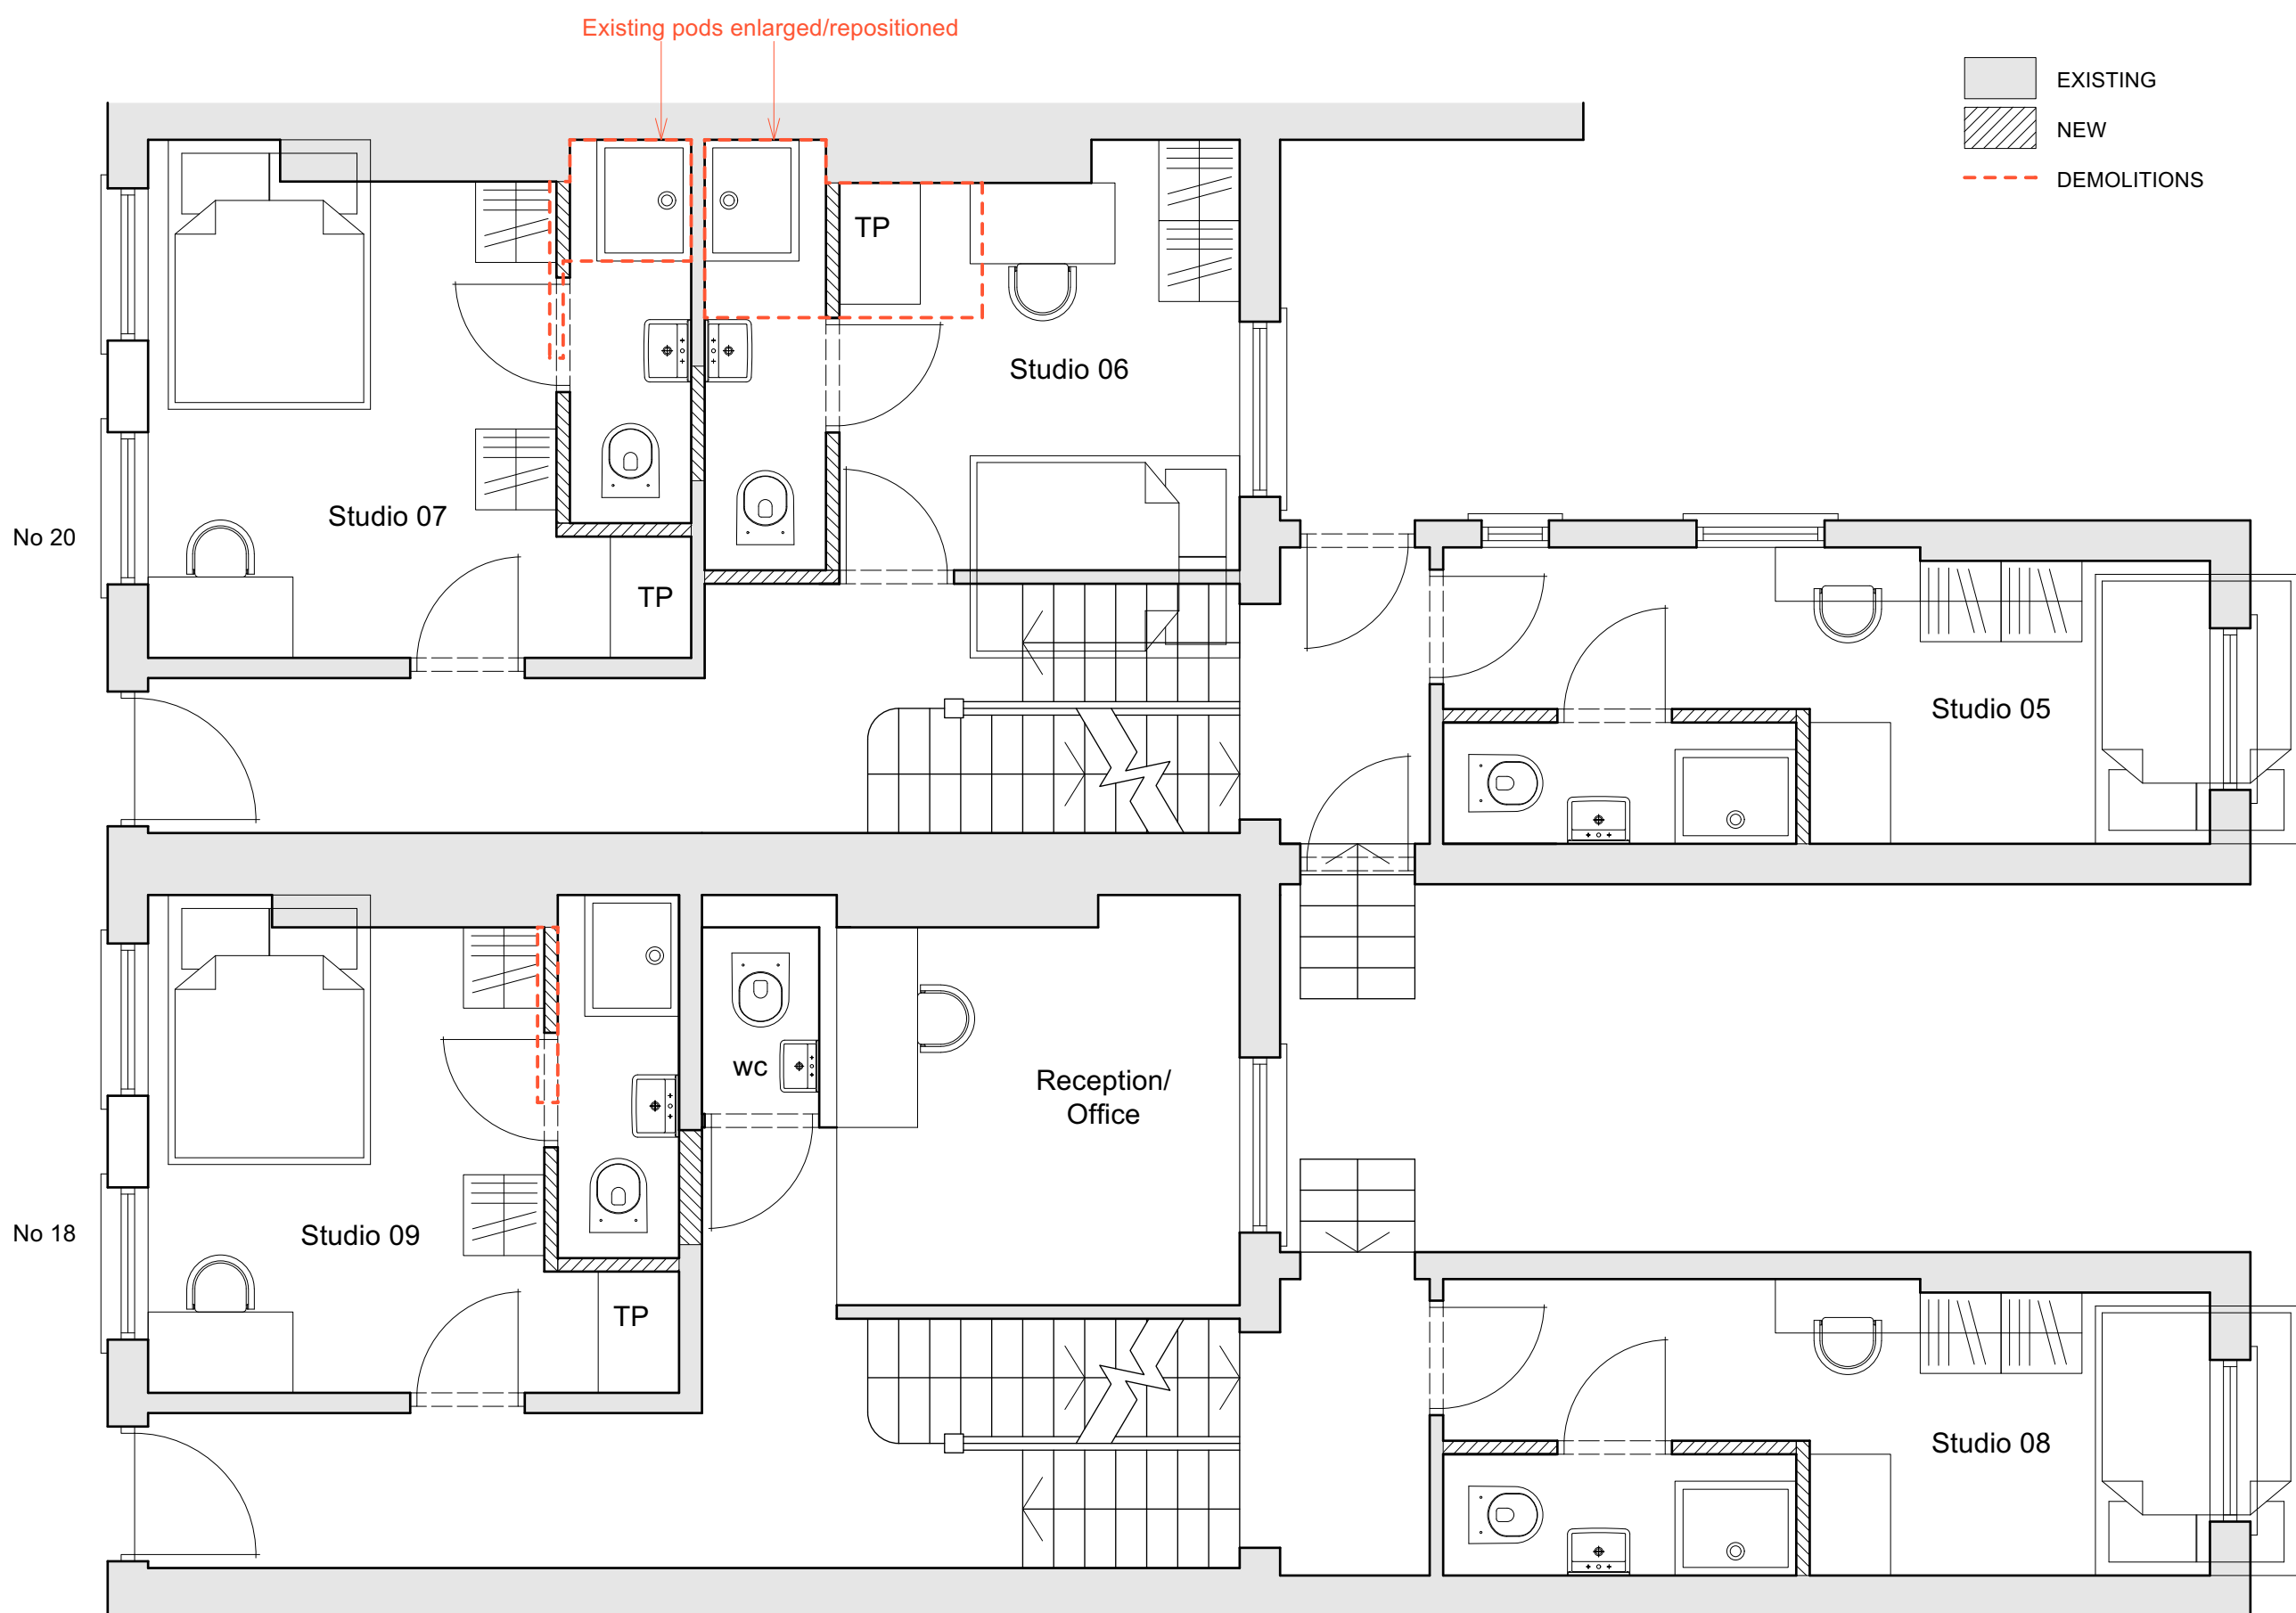 Existing pods enlarged/repositioned
EXISTING
NEW
DEMOLITIONS
TP
Studio 06
Studio 07
No 20
TP
Studio 05
wc
Reception/
Office
No 18
Studio 09
TP
Studio 08